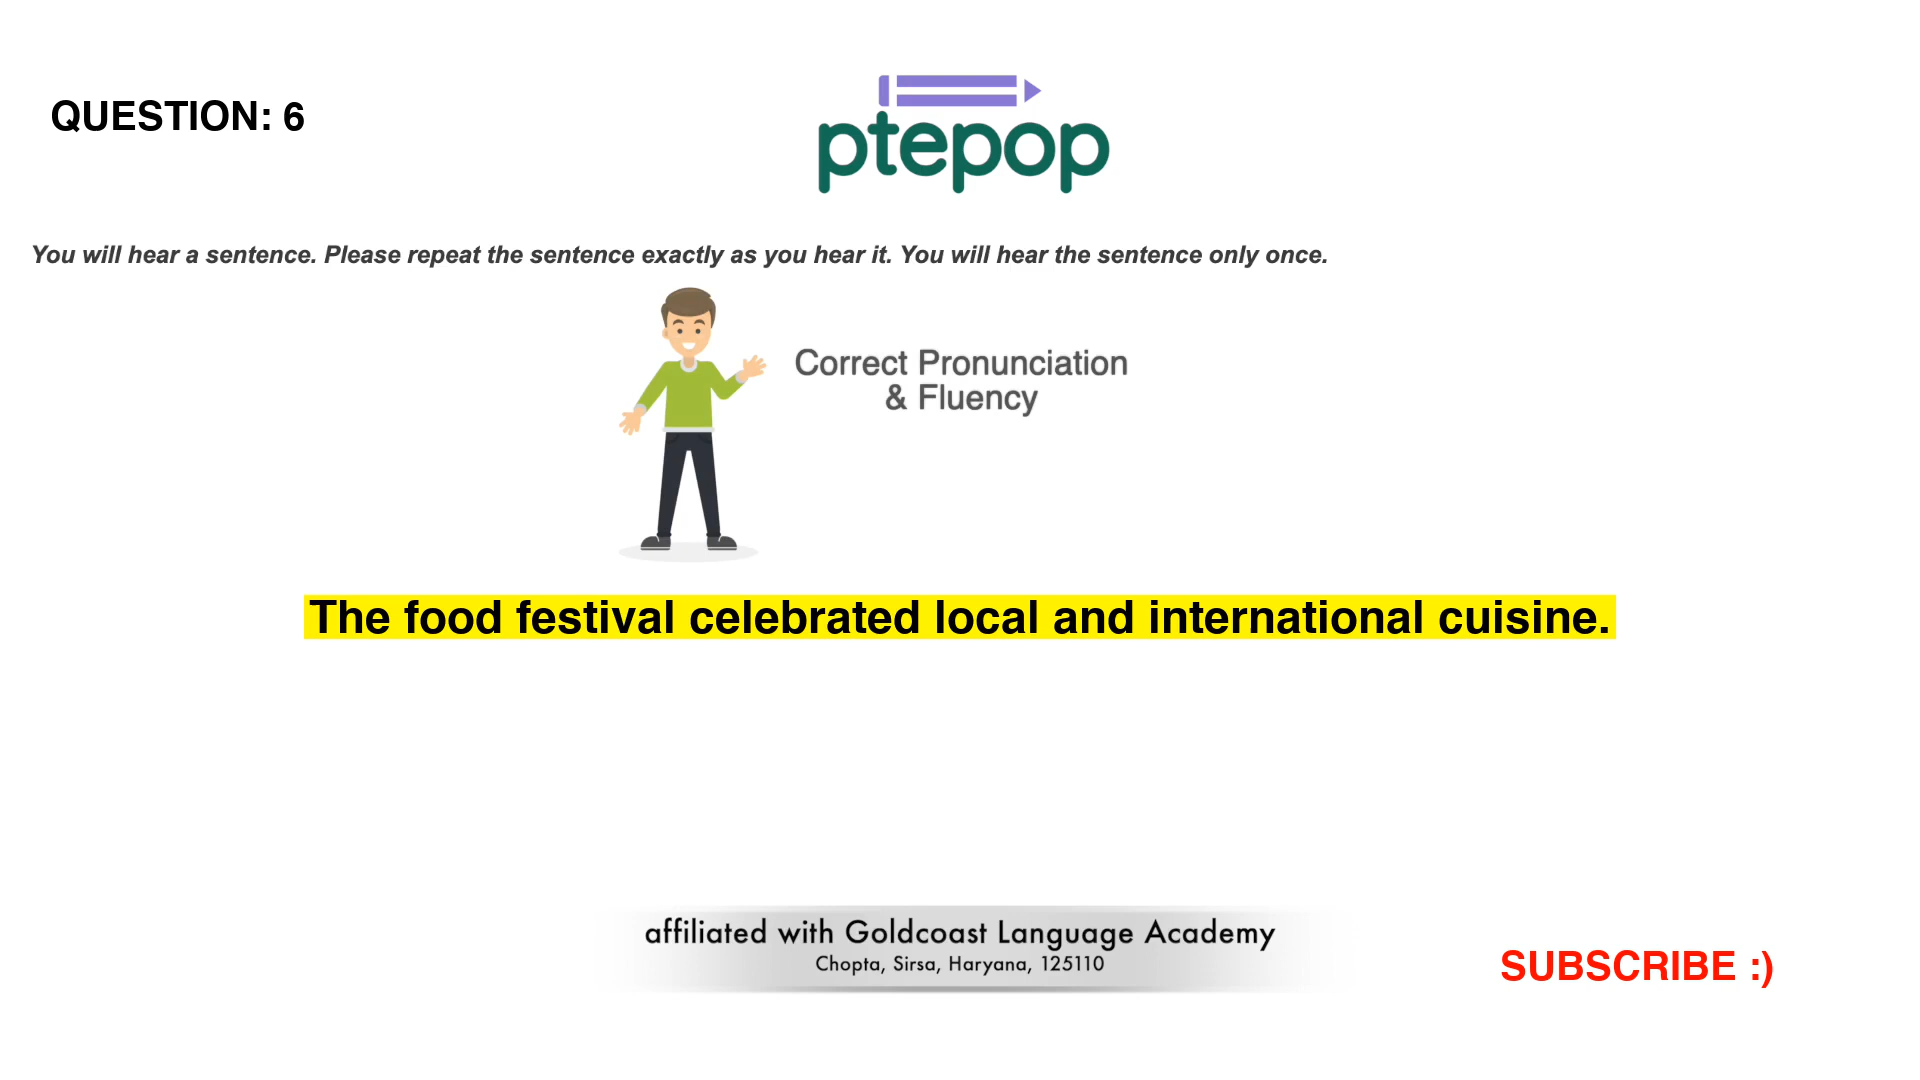 QUESTION: 6
ptepop
You will hear a sentence. Please repeat the sentence exactly as you hear it. You will hear the sentence only once.
Correct Pronunciation
& Fluency
The food festival celebrated local and international cuisine.
affiliated with Goldcoast Language Academy
Chopta, Sirsa, Haryana, 125110
SUBSCRIBE :)